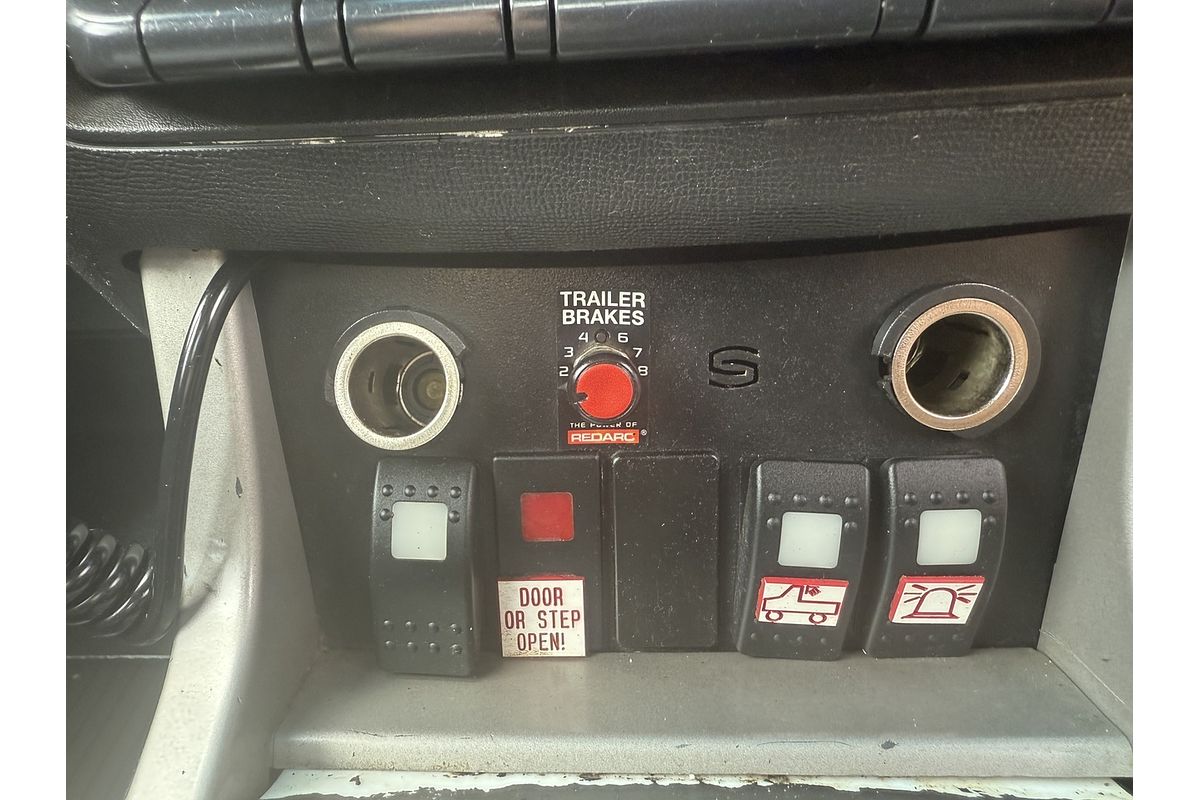 TRAILER
BRAKES
4 6
3 7
2 8
THE POWER OF
REDARC ®
DOOR
OR STEP
OPEN!